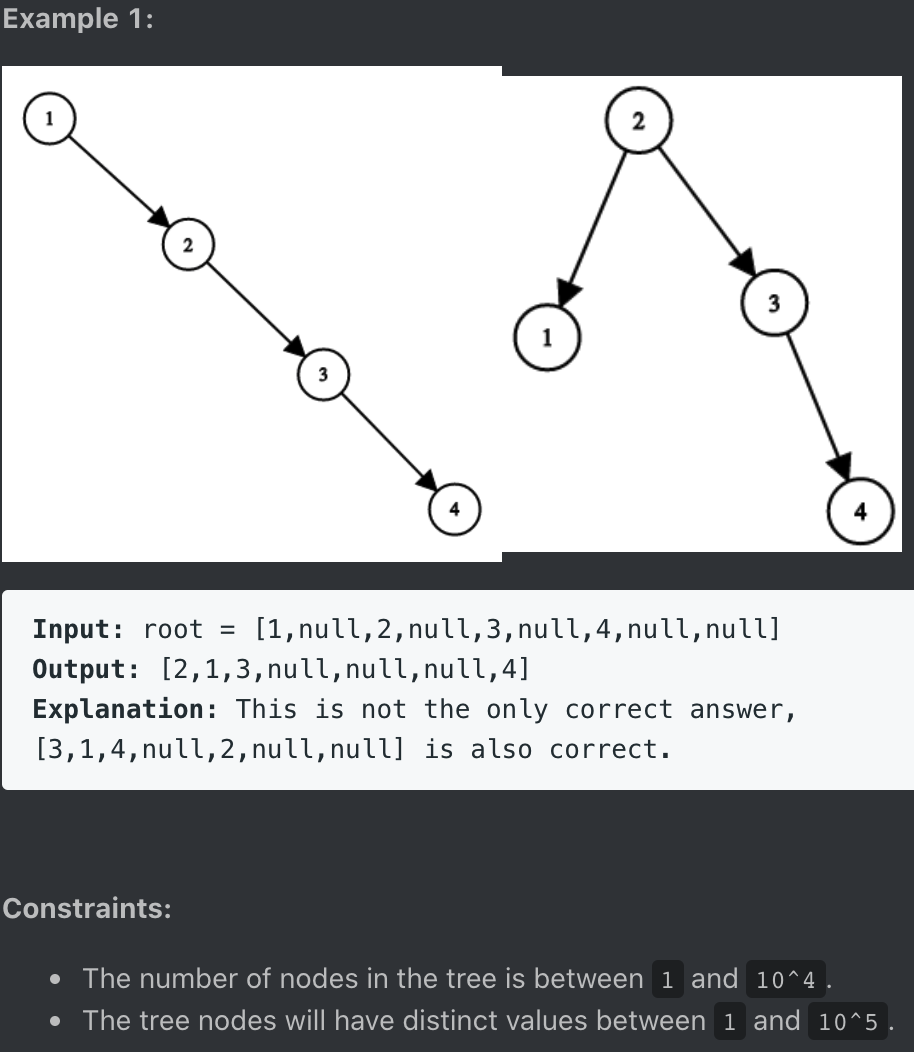 Example 1:
1
2
3
4
2
1
3
4
Input: root = [1,null,2,null,3,null,4,null,null]
Output: [2,1,3,null,null,null,4]
Explanation: This is not the only correct answer,
[3,1,4,null,2,null,null] is also correct.
Constraints:
• The number of nodes in the tree is between 1 and 10^4.
• The tree nodes will have distinct values between 1 and 10^5.